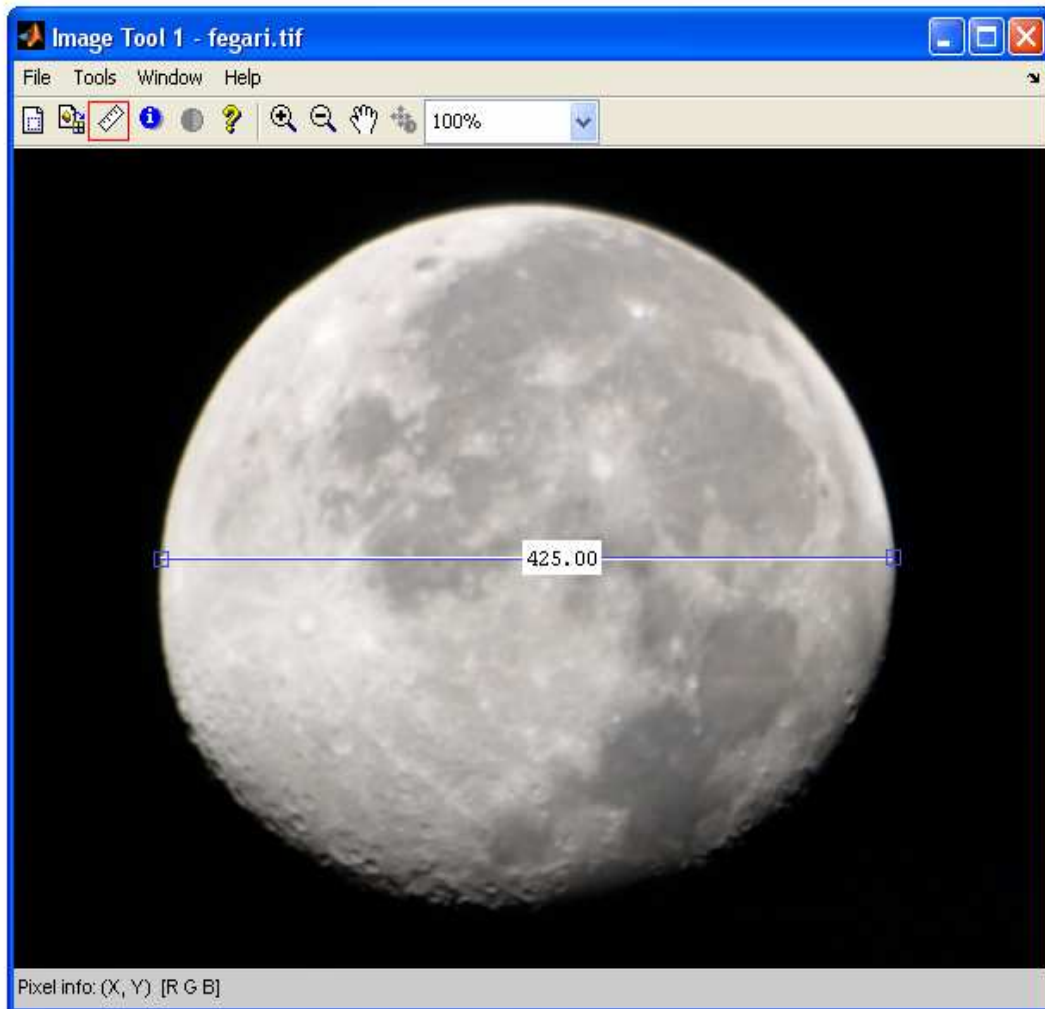 Image Tool 1 - fegari.tif
File Tools Window Help
100%
425.00
Pixel info: (X, Y) [R G B]